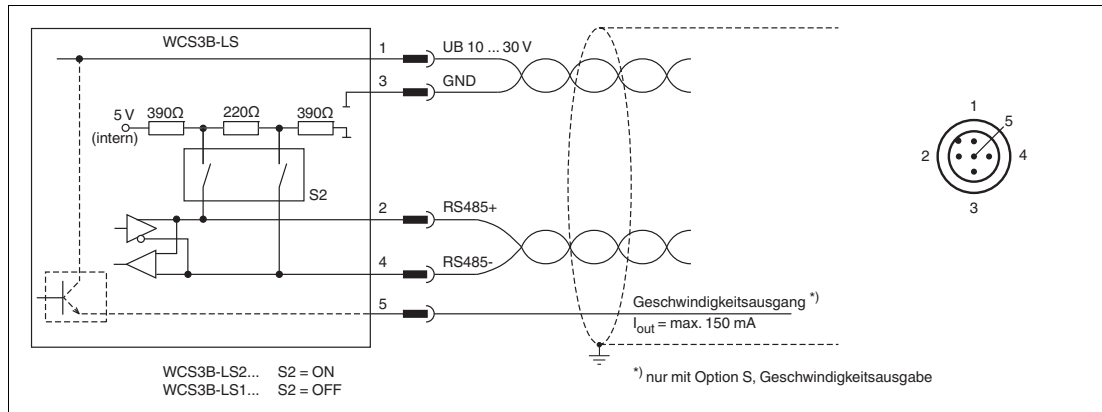 WCS3B-LS
1
UB 10 ... 30 V
3
GND
5 V
(intern)
390Ω
220Ω
390Ω
S2
2
RS485+
4
RS485-
5
Geschwindigkeitsausgang *)
Iout = max. 150 mA
WCS3B-LS2... S2 = ON
WCS3B-LS1... S2 = OFF
*) nur mit Option S, Geschwindigkeitsausgabe
1
5
2
4
3